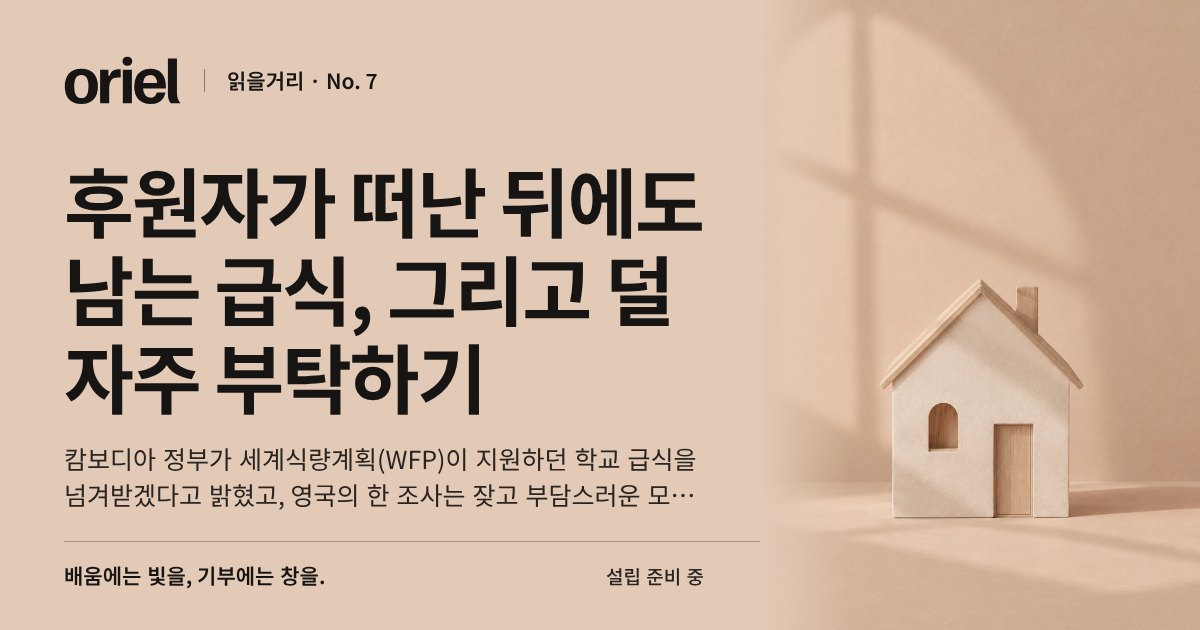 oriel
읽을거리 · No. 7
후원자가 떠난 뒤에도
남는 급식, 그리고 덜
자주 부탁하기
캄보디아 정부가 세계식량계획(WFP)이 지원하던 학교 급식을
넘겨받겠다고 밝혔고, 영국의 한 조사는 잦고 부담스러운 모…
배움에는 빛을, 기부에는 창을.
설립 준비 중